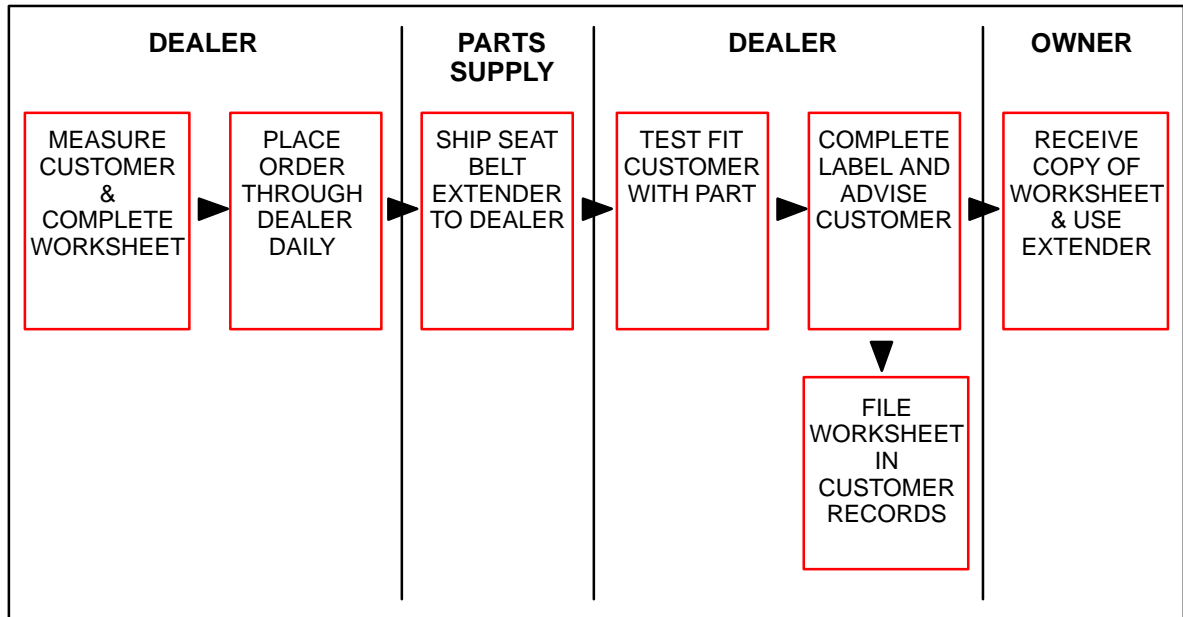 DEALER
PARTS
SUPPLY
DEALER
OWNER
MEASURE
CUSTOMER
&
COMPLETE
WORKSHEET
PLACE
ORDER
THROUGH
DEALER
DAILY
SHIP SEAT
BELT
EXTENDER
TO DEALER
TEST FIT
CUSTOMER
WITH PART
COMPLETE
LABEL AND
ADVISE
CUSTOMER
RECEIVE
COPY OF
WORKSHEET
& USE
EXTENDER
FILE
WORKSHEET
IN
CUSTOMER
RECORDS